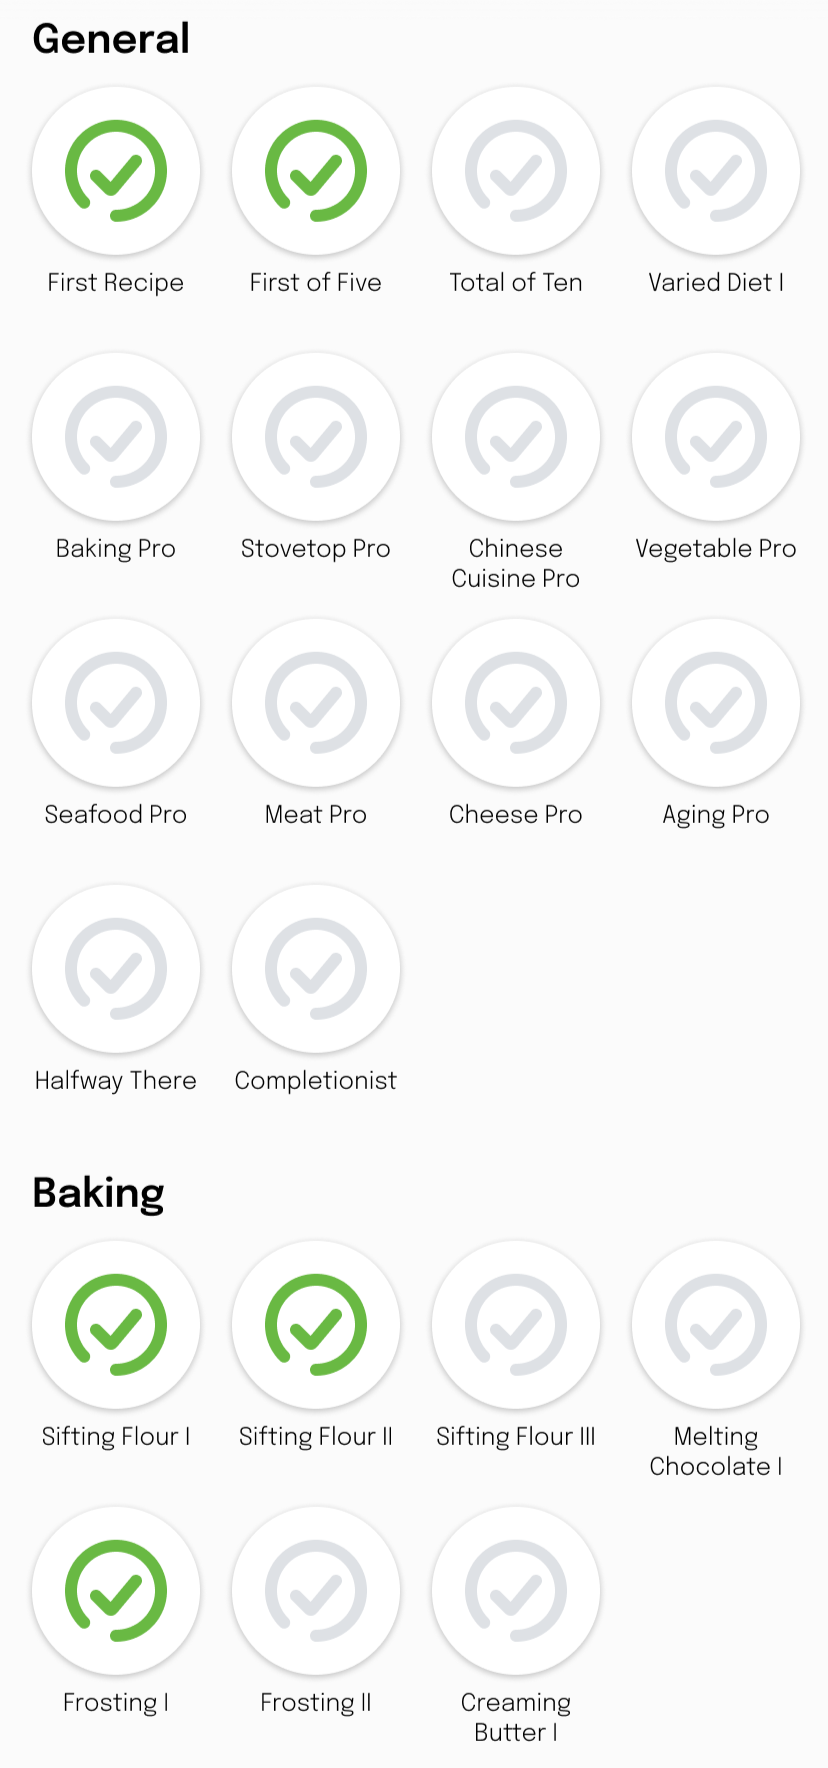 General
First Recipe
First of Five
Total of Ten
Varied Diet I
Baking Pro
Stovetop Pro
Chinese
Cuisine Pro
Vegetable Pro
Seafood Pro
Meat Pro
Cheese Pro
Aging Pro
Halfway There
Completionist
Baking
Sifting Flour I
Sifting Flour II
Sifting Flour III
Melting
Chocolate I
Frosting I
Frosting II
Creaming
Butter I